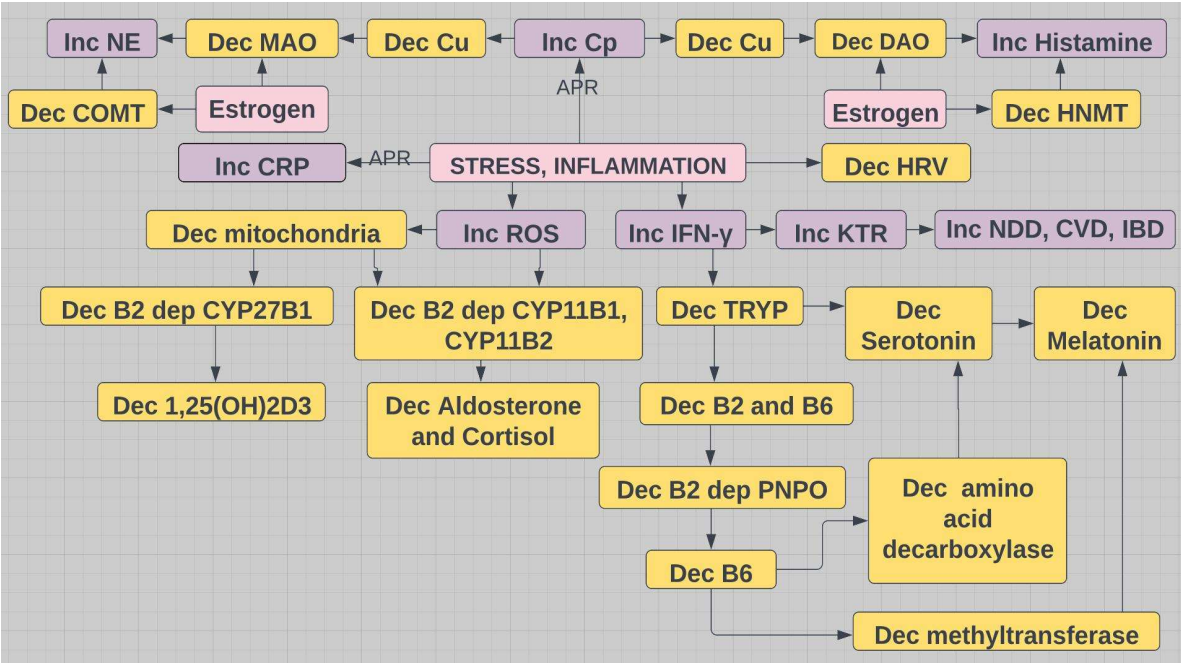 Inc NE
Dec MAO
Dec Cu
Inc Cp
Dec Cu
Dec DAO
Inc Histamine
APR
Dec COMT
Estrogen
Estrogen
Dec HNMT
Inc CRP
APR
STRESS, INFLAMMATION
Dec HRV
Dec mitochondria
Inc ROS
Inc IFN-γ
Inc KTR
Inc NDD, CVD, IBD
Dec B2 dep CYP27B1
Dec B2 dep CYP11B1,
CYP11B2
Dec TRYP
Dec
Serotonin
Dec
Melatonin
Dec 1,25(OH)2D3
Dec Aldosterone
and Cortisol
Dec B2 and B6
Dec B2 dep PNPO
Dec amino
acid
decarboxylase
Dec B6
Dec methyltransferase